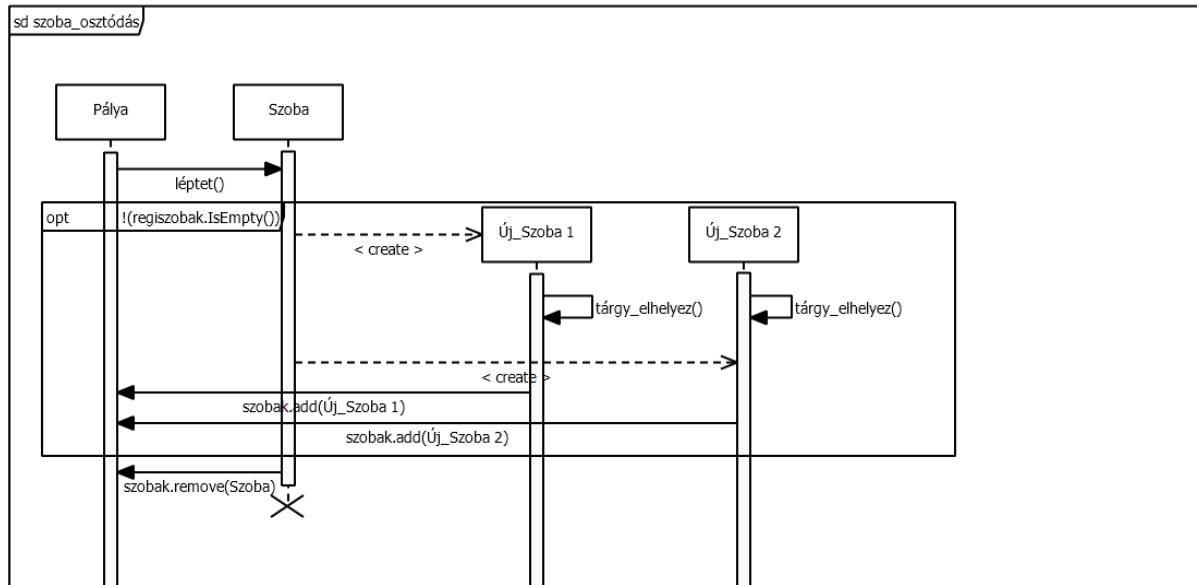 sd szoba_osztódás
Pálya
Szoba
léptet()
opt
!(regiszobak.IsEmpty())
Új_Szoba 1
Új_Szoba 2
< create >
tárgy_elhelyez()
tárgy_elhelyez()
< create >
szobak.add(Új_Szoba 1)
szobak.add(Új_Szoba 2)
szobak.remove(Szoba)